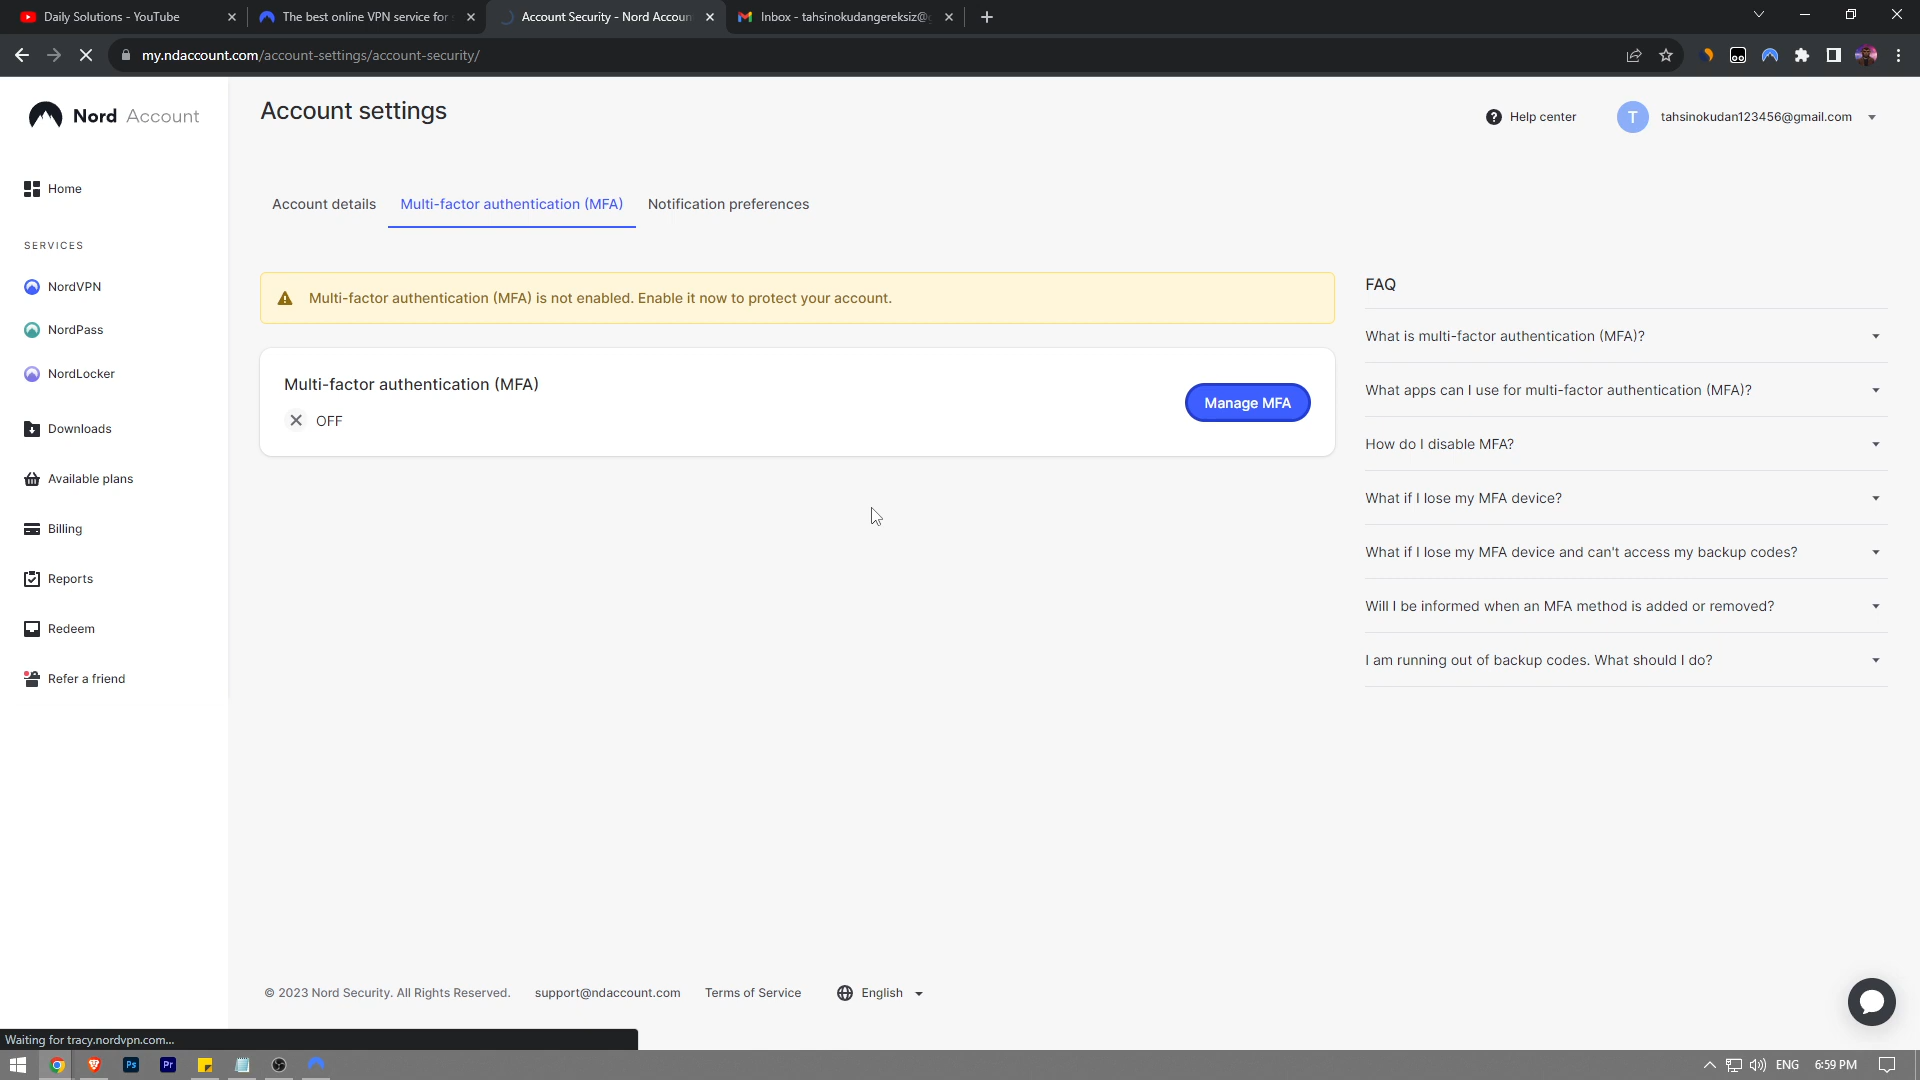 Daily Solutions - YouTube
The best online VPN service for
Account Security - Nord Accoun
Inbox - tahsinokudangereksiz@
my.ndaccount.com/account-settings/account-security/
Nord Account
Account settings
Help center
T
tahsinokudan123456@gmail.com
Home
Account details
Multi-factor authentication (MFA)
Notification preferences
SERVICES
NordVPN
NordPass
NordLocker
Downloads
Available plans
Billing
Reports
Redeem
Refer a friend
Multi-factor authentication (MFA) is not enabled. Enable it now to protect your account.
Multi-factor authentication (MFA)
OFF
Manage MFA
FAQ
What is multi-factor authentication (MFA)?
What apps can I use for multi-factor authentication (MFA)?
How do I disable MFA?
What if I lose my MFA device?
What if I lose my MFA device and can't access my backup codes?
Will I be informed when an MFA method is added or removed?
I am running out of backup codes. What should I do?
© 2023 Nord Security. All Rights Reserved.
support@ndaccount.com
Terms of Service
English
Waiting for tracy.nordvpn.com...
Ps
Pr
ENG
6:59 PM